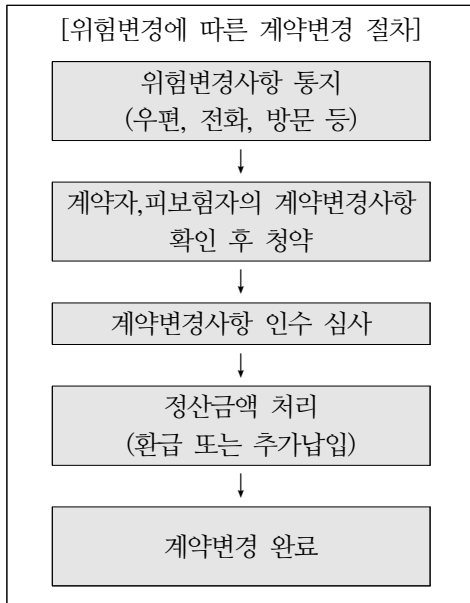 [위험변경에 따른 계약변경 절차]
위험변경사항 통지
(우편, 전화, 방문 등)
↓
계약자,피보험자의 계약변경사항
확인 후 청약
↓
계약변경사항 인수 심사
↓
정산금액 처리
(환급 또는 추가납입)
↓
계약변경 완료